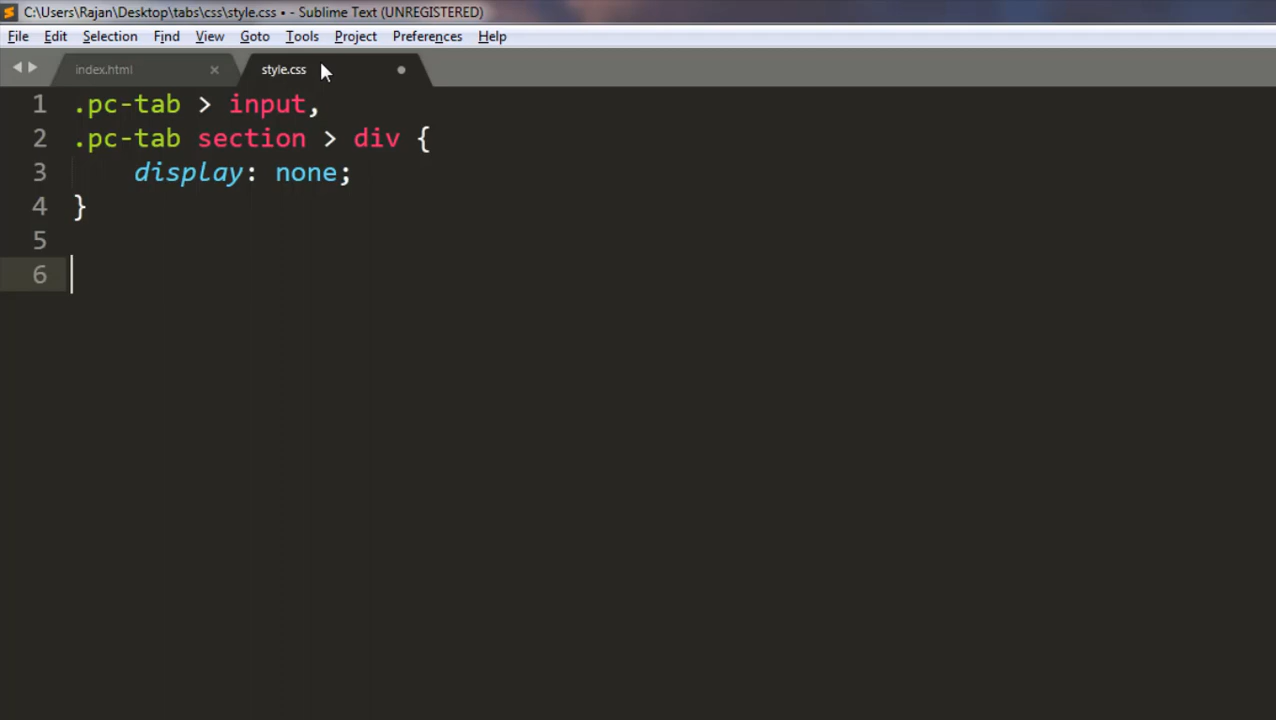 C:\Users\Rajan\Desktop\tabs\css\style.css • - Sublime Text (UNREGISTERED)
File Edit Selection Find View Goto Tools Project Preferences Help
index.html × style.css
1 .pc-tab > input,
2 .pc-tab section > div {
3 display: none;
4 }
5
6